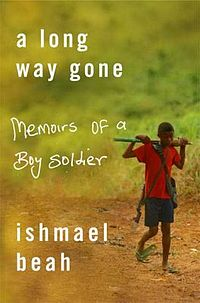 a long
way gone
Memoirs of a
Boy Soldier
ishmael
beah